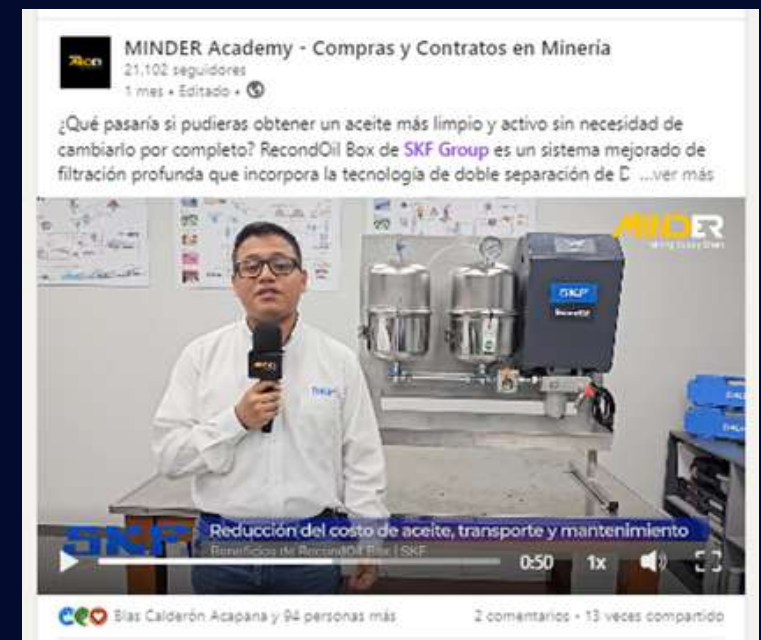 MINDER Academy - Compras y Contratos en Minería
21,102 seguidores
1 mes • Editado •
¿Qué pasaría si pudieras obtener un aceite más limpio y activo sin necesidad de
cambiarlo por completo? RecondOil Box de SKF Group es un sistema mejorado de
filtración profunda que incorpora la tecnología de doble separación de D ...ver más
MINDER
SKF
RecondOil
SKF
SKF
Reducción del costo de aceite, transporte y mantenimiento
Beneficios de RecondOil Box | SKF
0:50 1x
Blas Calderón Acapana y 94 personas más
2 comentarios • 13 veces compartido